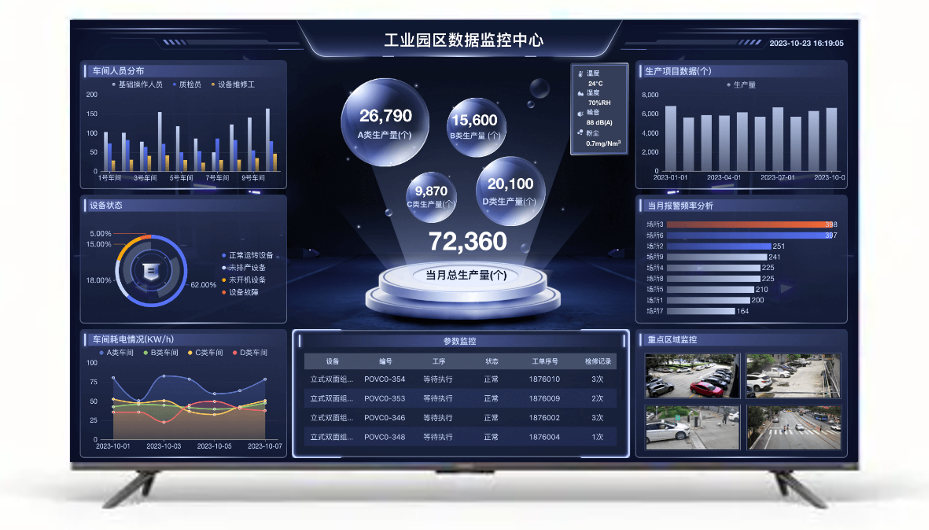 工业园区数据监控中心
2023-10-23 16:19:05
车间人员分布
基础操作人员 质检员 设备维修工
200
150
100
50
0
1号车间 3号车间 5号车间 7号车间 9号车间
设备状态
5.00%
15.00%
18.00%
62.00%
正常运转设备
未排产设备
未开机设备
设备故障
车间耗电情况(KW/h)
A类车间 B类车间 C类车间 D类车间
100
75
50
25
0
2023-10-01 2023-10-03 2023-10-05 2023-10-07
26,790
A类生产量(个)
15,600
B类生产量(个)
9,870
C类生产量(个)
20,100
D类生产量(个)
72,360
当月总生产量(个)
温度
24°C
湿度
70%RH
噪音
88 dB(A)
粉尘
0.7mg/Nm³
参数监控
设备 编号 工序 状态 工单序号 检修记录
立式双面组... POVC0-354 等待执行 正常 1876010 3次
立式双面组... POVC0-353 等待执行 正常 1876009 2次
立式双面组... POVC0-346 等待执行 正常 1876002 3次
立式双面组... POVC0-348 等待执行 正常 1876004 1次
生产项目数据(个)
生产量
8,000
6,000
4,000
2,000
0
2023-01-01 2023-04-01 2023-07-01 2023-10-0
当月报警频率分析
场所3 398
场所6 397
场所2 251
场所9 241
场所4 225
场所8 225
场所5 210
场所1 200
场所7 164
重点区域监控